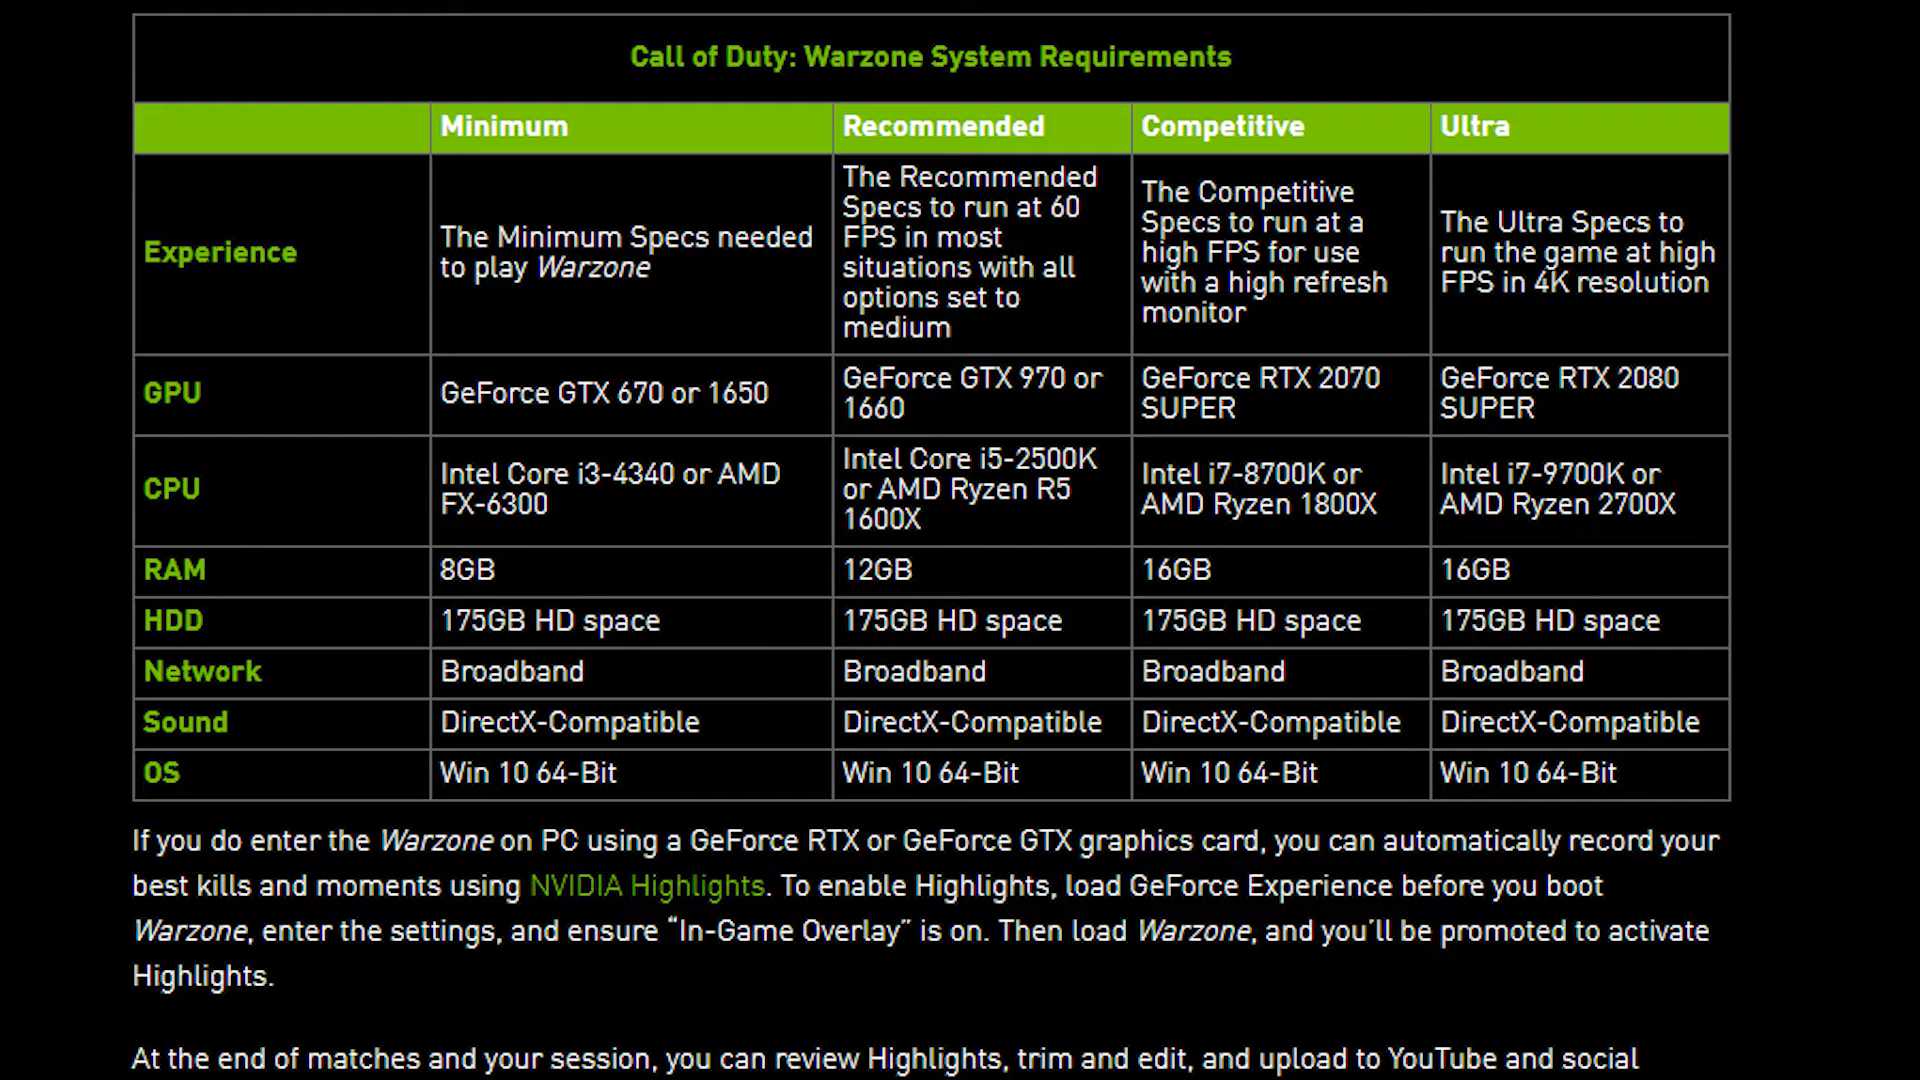 Call of Duty: Warzone System Requirements
Minimum Recommended Competitive Ultra
Experience
The Minimum Specs needed
to play Warzone
The Recommended
Specs to run at 60
FPS in most
situations with all
options set to
medium
The Competitive
Specs to run at a
high FPS for use
with a high refresh
monitor
The Ultra Specs to
run the game at high
FPS in 4K resolution
GPU
GeForce GTX 670 or 1650
GeForce GTX 970 or
1660
GeForce RTX 2070
SUPER
GeForce RTX 2080
SUPER
CPU
Intel Core i3-4340 or AMD
FX-6300
Intel Core i5-2500K
or AMD Ryzen R5
1600X
Intel i7-8700K or
AMD Ryzen 1800X
Intel i7-9700K or
AMD Ryzen 2700X
RAM 8GB 12GB 16GB 16GB
HDD 175GB HD space 175GB HD space 175GB HD space 175GB HD space
Network Broadband Broadband Broadband Broadband
Sound DirectX-Compatible DirectX-Compatible DirectX-Compatible DirectX-Compatible
OS Win 10 64-Bit Win 10 64-Bit Win 10 64-Bit Win 10 64-Bit
If you do enter the Warzone on PC using a GeForce RTX or GeForce GTX graphics card, you can automatically record your
best kills and moments using NVIDIA Highlights. To enable Highlights, load GeForce Experience before you boot
Warzone, enter the settings, and ensure “In-Game Overlay” is on. Then load Warzone, and you’ll be promoted to activate
Highlights.
At the end of matches and your session, you can review Highlights, trim and edit, and upload to YouTube and social